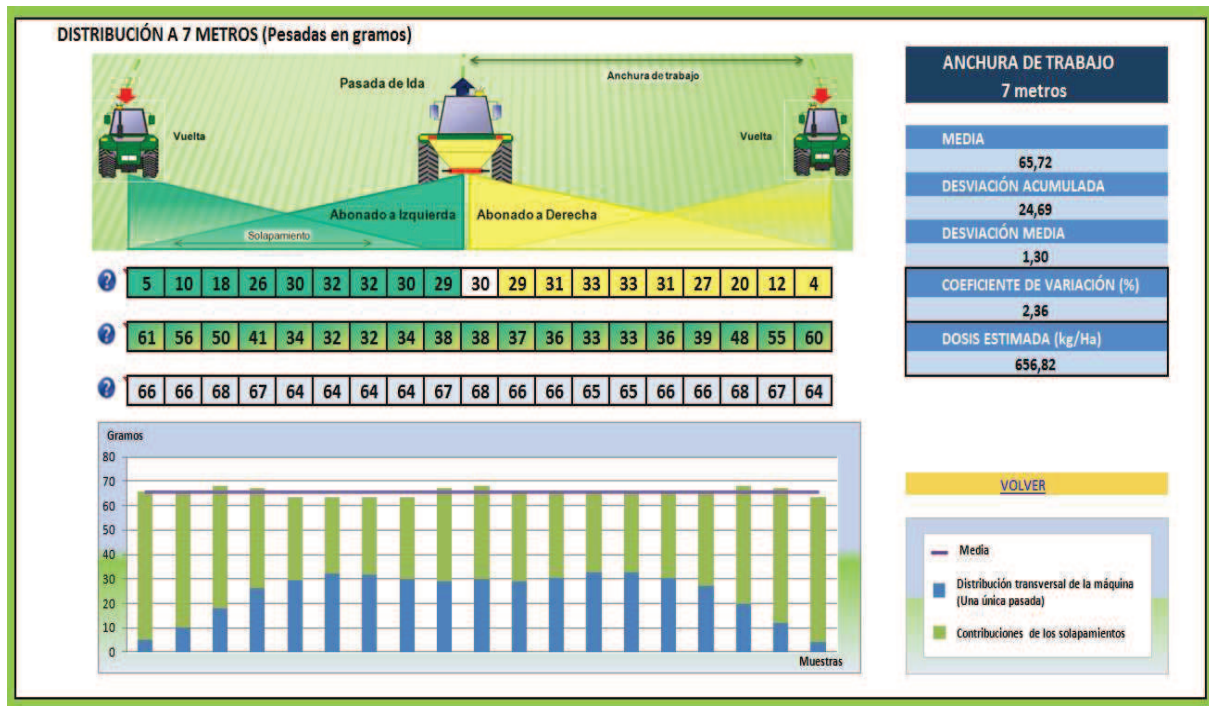 DISTRIBUCIÓN A 7 METROS (Pesadas en gramos)
Pasada de Ida
Anchura de trabajo
Vuelta
Vuelta
Abonado a Izquierda
Abonado a Derecha
Solapamiento
? 5 10 18 26 30 32 32 30 29 30 29 31 33 33 31 27 20 12 4
? 61 56 50 41 34 32 32 34 38 38 37 36 33 33 36 39 48 55 60
? 66 66 68 67 64 64 64 64 67 68 66 66 65 65 66 66 68 67 64
Gramos
80
70
60
50
40
30
20
10
0
Muestras
ANCHURA DE TRABAJO
7 metros
MEDIA
65,72
DESVIACIÓN ACUMULADA
24,69
DESVIACIÓN MEDIA
1,30
COEFICIENTE DE VARIACIÓN (%)
2,36
DOSIS ESTIMADA (kg/Ha)
656,82
VOLVER
Media
Distribución transversal de la máquina
(Una única pasada)
Contribuciones de los solapamientos